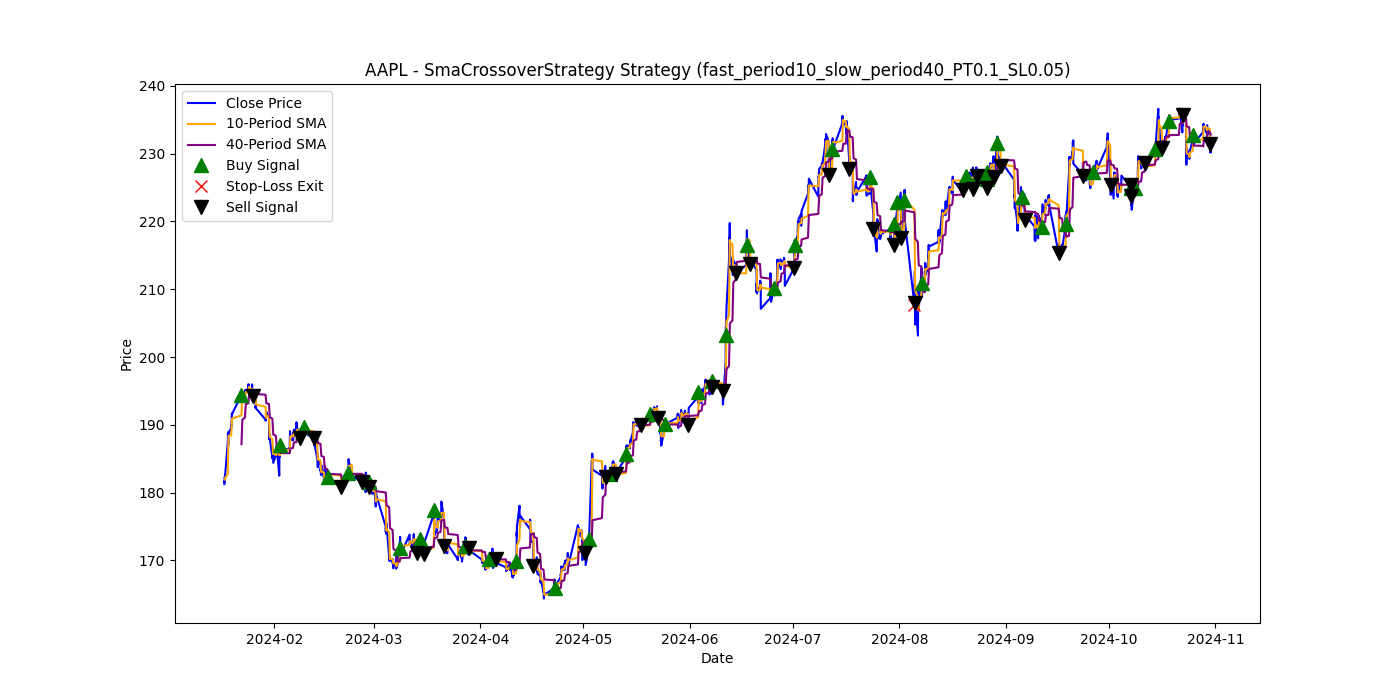 AAPL - SmaCrossoverStrategy Strategy (fast_period10_slow_period40_PT0.1_SL0.05)
Close Price
10-Period SMA
40-Period SMA
Buy Signal
Stop-Loss Exit
Sell Signal
Price
240
230
220
210
200
190
180
170
2024-02 2024-03 2024-04 2024-05 2024-06 2024-07 2024-08 2024-09 2024-10 2024-11
Date